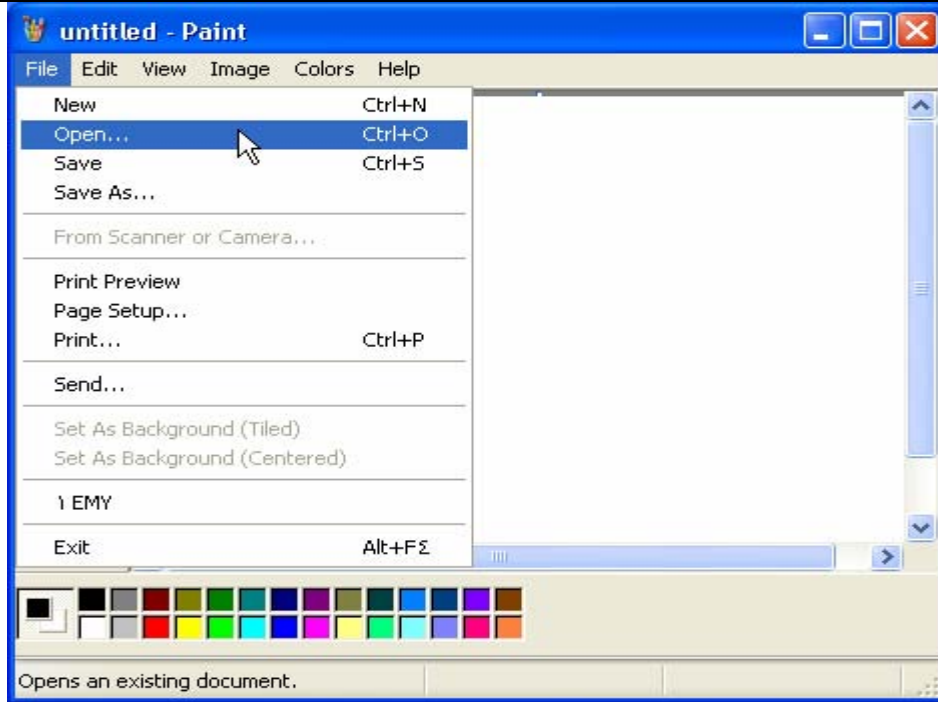 untitled - Paint
File Edit View Image Colors Help
New Ctrl+N
Open... Ctrl+O
Save Ctrl+S
Save As...
From Scanner or Camera...
Print Preview
Page Setup...
Print... Ctrl+P
Send...
Set As Background (Tiled)
Set As Background (Centered)
١ EMY
Exit Alt+F٤
Opens an existing document.